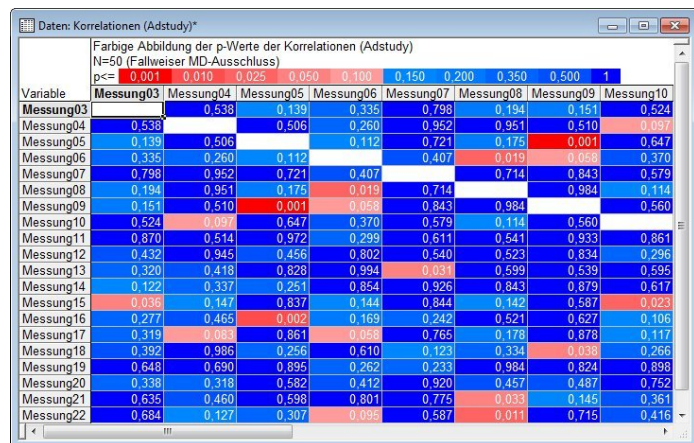 Daten: Korrelationen (Adstudy)*
Farbige Abbildung der p-Werte der Korrelationen (Adstudy)
N=50 (Fallweiser MD-Ausschluss)
p<= 0,001 0,010 0,025 0,050 0,100 0,150 0,200 0,350 0,500 1
Variable Messung03 Messung04 Messung05 Messung06 Messung07 Messung08 Messung09 Messung10
Messung03 0,538 0,139 0,335 0,798 0,194 0,151 0,524
Messung04 0,538 0,506 0,260 0,952 0,951 0,510 0,097
Messung05 0,139 0,506 0,112 0,721 0,175 0,001 0,647
Messung06 0,335 0,260 0,112 0,407 0,019 0,058 0,370
Messung07 0,798 0,952 0,721 0,407 0,714 0,843 0,579
Messung08 0,194 0,951 0,175 0,019 0,714 0,984 0,114
Messung09 0,151 0,510 0,001 0,058 0,843 0,984 0,560
Messung10 0,524 0,097 0,647 0,370 0,579 0,114 0,560
Messung11 0,870 0,514 0,972 0,299 0,611 0,541 0,933 0,861
Messung12 0,432 0,945 0,456 0,802 0,540 0,523 0,834 0,296
Messung13 0,320 0,418 0,828 0,994 0,031 0,599 0,539 0,595
Messung14 0,122 0,337 0,251 0,854 0,926 0,843 0,879 0,617
Messung15 0,036 0,147 0,837 0,144 0,844 0,142 0,587 0,023
Messung16 0,277 0,465 0,002 0,169 0,242 0,521 0,627 0,106
Messung17 0,319 0,083 0,861 0,058 0,765 0,178 0,878 0,117
Messung18 0,392 0,986 0,256 0,610 0,123 0,334 0,038 0,266
Messung19 0,648 0,690 0,895 0,262 0,233 0,984 0,824 0,898
Messung20 0,338 0,318 0,582 0,412 0,920 0,457 0,487 0,752
Messung21 0,635 0,460 0,598 0,801 0,775 0,033 0,145 0,361
Messung22 0,684 0,127 0,307 0,095 0,587 0,011 0,715 0,416